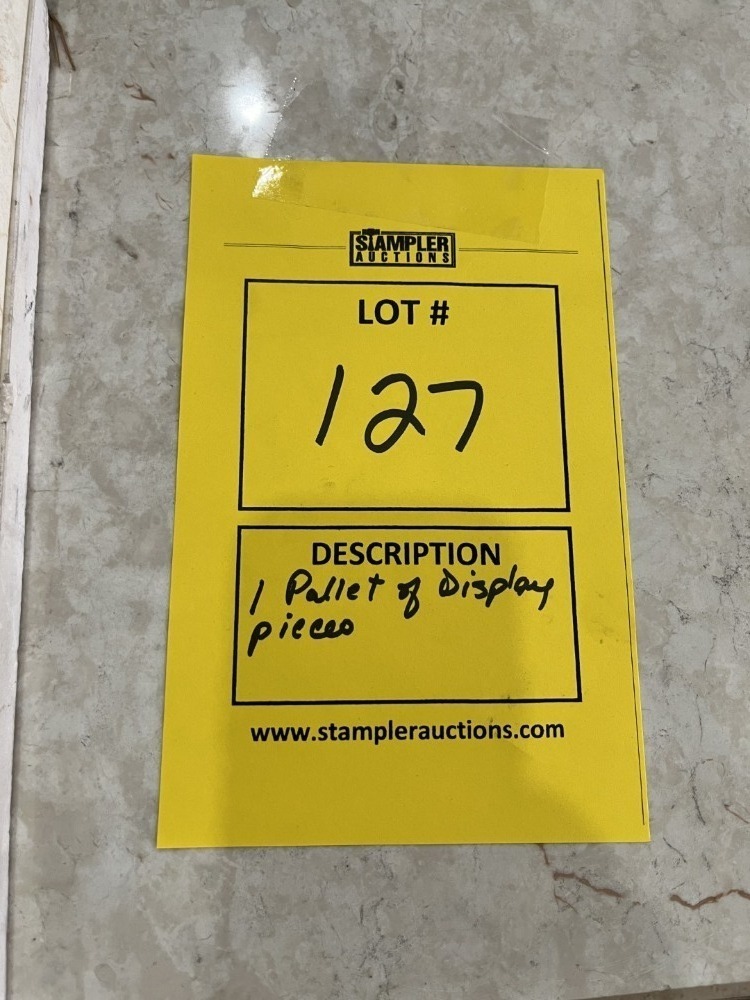 STAMPLER
AUCTIONS
LOT #
127
DESCRIPTION
1 Pallet of Display
pieces
www.stamplerauctions.com